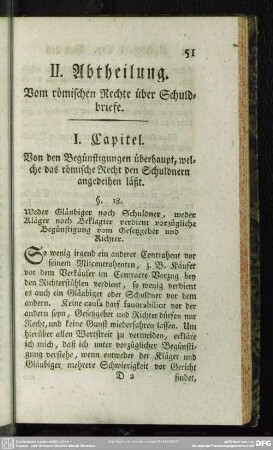 51
II. Abtheilung.
Vom römischen Rechte über Schuld-
briefe.
I. Capitel.
Von den Begünstigungen überhaupt, wel-
che das römische Recht den Schuldnern
angedeihen läßt.
§. 18.
Weder Gläubiger noch Schuldner, weder
Kläger noch Beklagter verdient vorzügliche
Begünstigung vom Gesetzgeber und
Richter.
So wenig irgend ein anderer Contrahent vor
seinem Mitcontrahenten, z. B. Käufer
vor dem Verkäufer im Contracte Vorzug bey
den Richterstühlen verdient, so wenig verdient
es auch ein Gläubiger oder Schuldner vor dem
andern. Keine causa darf favorabilior vor der
andern seyn, Gesetzgeber und Richter dürfen nur
Recht, und keine Gunst wiederfahren lassen. Um
hierüber allen Wortstreit zu vermeiden, erkläre
ich mich, daß ich unter vorzüglicher Begünsti-
gung verstehe, wenn entweder der Kläger und
Gläubiger mehrere Schwierigkeit vor Gericht
D 2 findet,